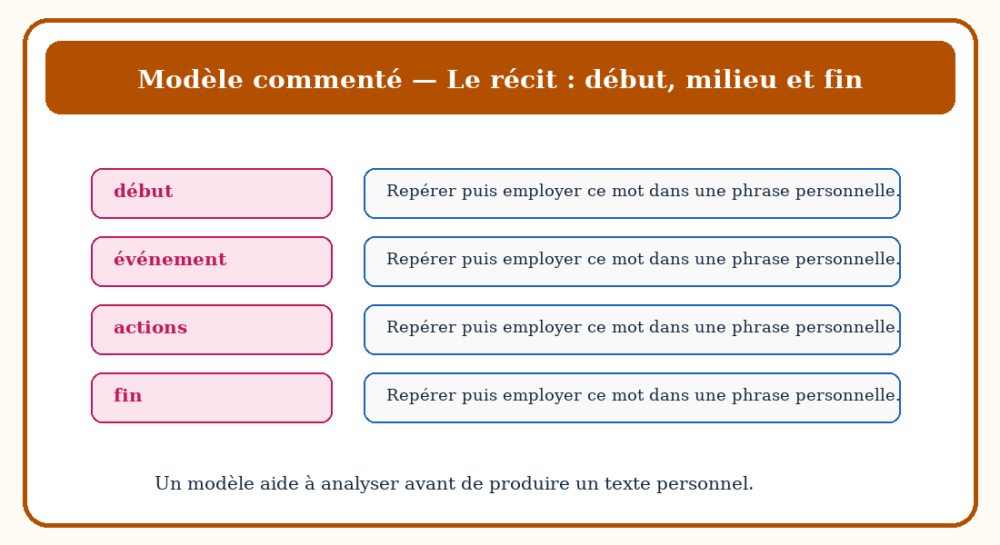 Modèle commenté — Le récit : début, milieu et fin
début
Repérer puis employer ce mot dans une phrase personnelle.
événement
Repérer puis employer ce mot dans une phrase personnelle.
actions
Repérer puis employer ce mot dans une phrase personnelle.
fin
Repérer puis employer ce mot dans une phrase personnelle.
Un modèle aide à analyser avant de produire un texte personnel.